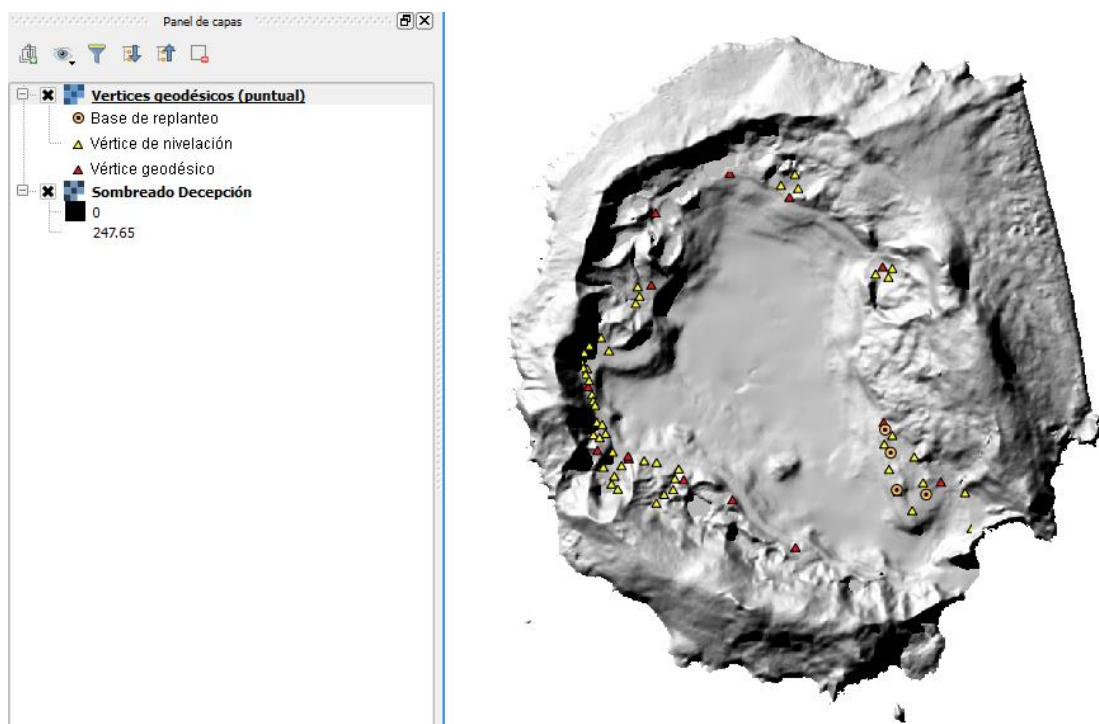 Panel de capas
Vertices geodésicos (puntual)
Base de replanteo
Vértice de nivelación
Vértice geodésico
Sombreado Decepción
0
247.65